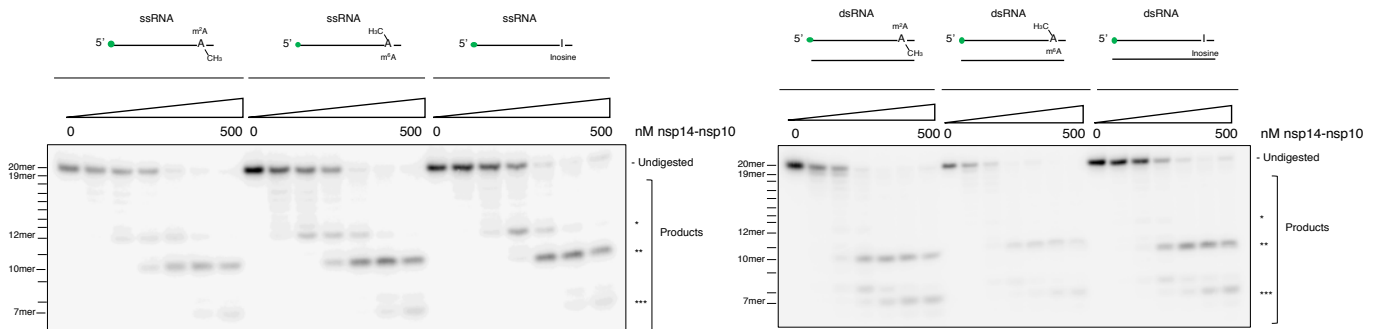 ssRNA
m²A
5' A
CH₃
ssRNA
H₃C
5' A
m⁶A
ssRNA
5' I
Inosine
0 500 0 500 0 500 nM nsp14-nsp10
20mer
19mer
12mer
10mer
7mer
- Undigested
*
**
***
Products
dsRNA
m²A
5' A
CH₃
dsRNA
H₃C
5' A
m⁶A
dsRNA
5' I
Inosine
0 500 0 500 0 500 nM nsp14-nsp10
20mer
19mer
12mer
10mer
7mer
- Undigested
*
**
***
Products